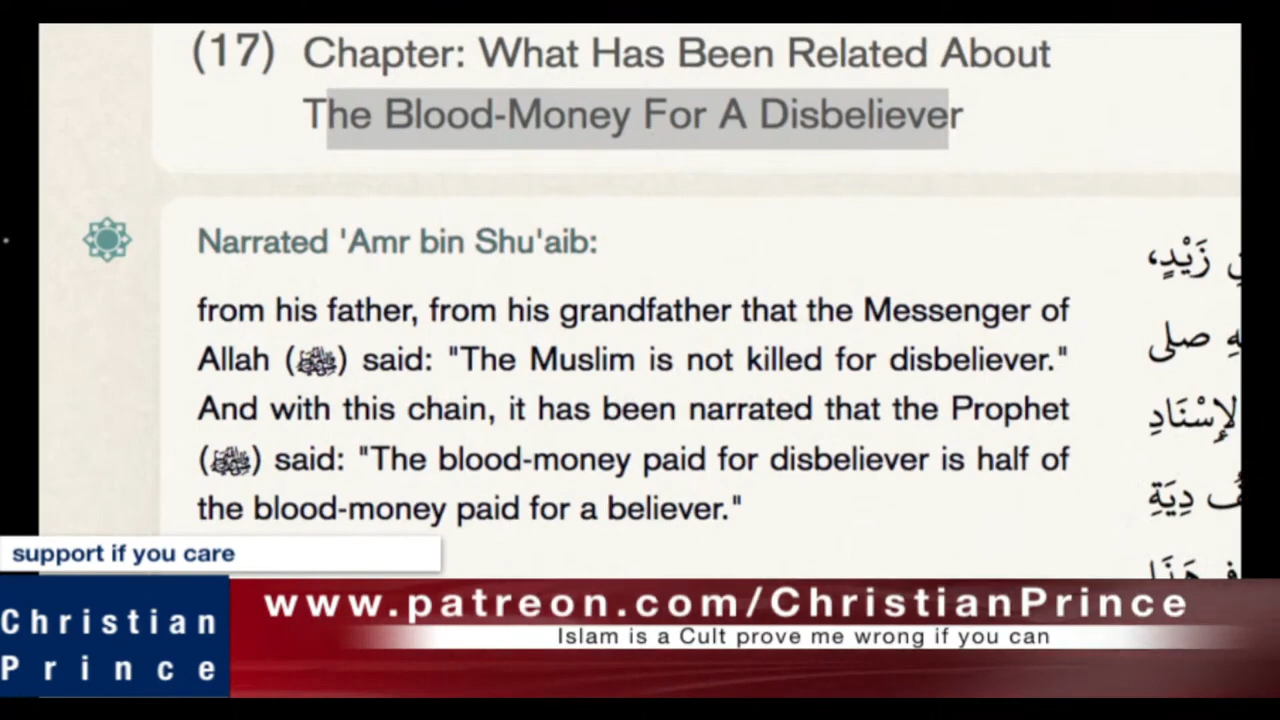 (17) Chapter: What Has Been Related About
The Blood-Money For A Disbeliever
Narrated 'Amr bin Shu'aib:
from his father, from his grandfather that the Messenger of
Allah (ﷺ) said: "The Muslim is not killed for disbeliever."
And with this chain, it has been narrated that the Prophet
(ﷺ) said: "The blood-money paid for disbeliever is half of
the blood-money paid for a believer."
زَيْدٍ،
هِ صلى
لإِسْنَادِ
دِيَةِ
support if you care
Christian
Prince
www.patreon.com/ChristianPrince
Islam is a Cult prove me wrong if you can